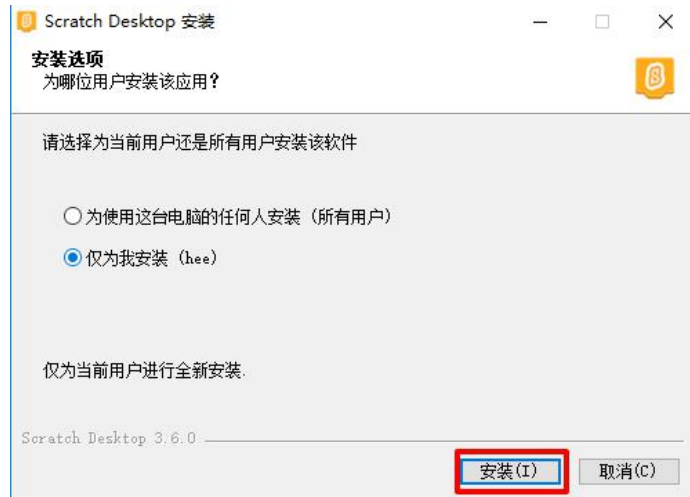 Scratch Desktop 安装
安装选项
为哪位用户安装该应用?
请选择为当前用户还是所有用户安装该软件
为使用这台电脑的任何人安装 (所有用户)
仅为我安装 (hee)
仅为当前用户进行全新安装.
Scratch Desktop 3.6.0
安装(I) 取消(C)